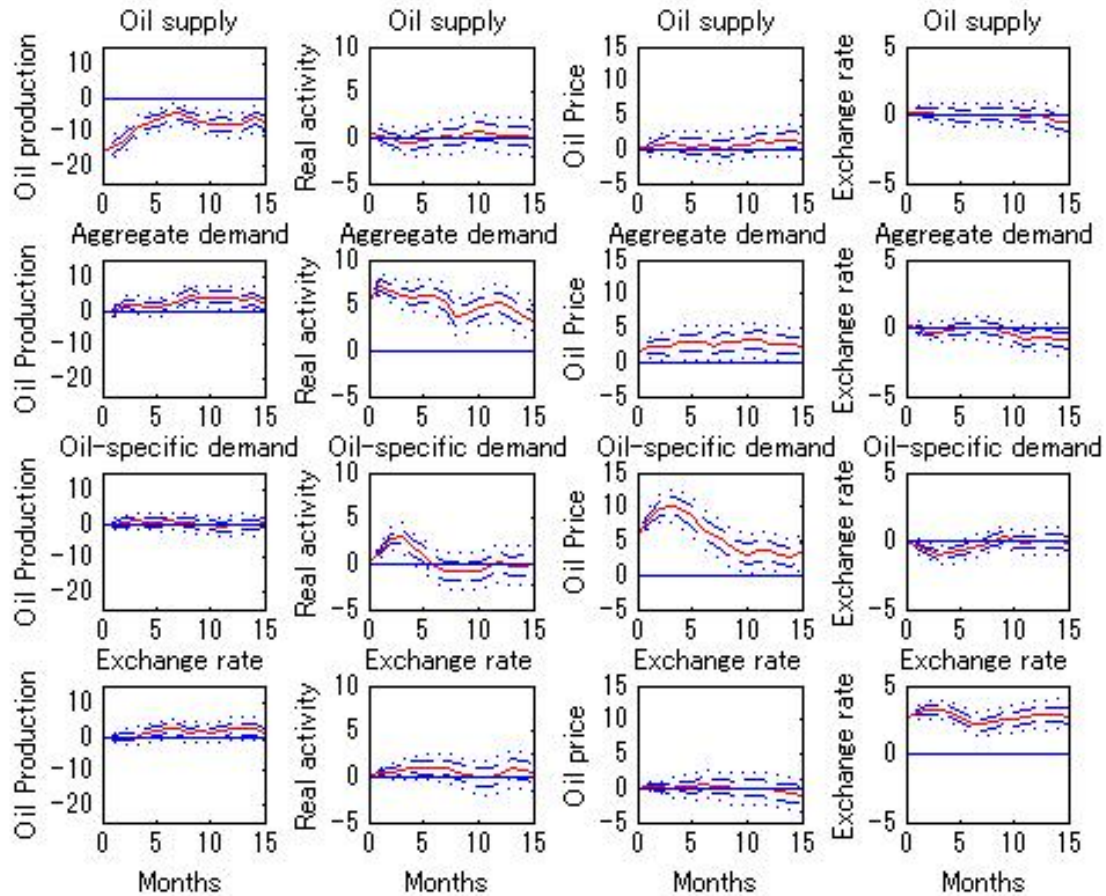 Oil supply Oil supply Oil supply Oil supply
Oil production Real activity Oil Price Exchange rate
10 0 -10 -20 10 5 0 -5 15 10 5 0 -5 5 0 -5
0 5 10 15 0 5 10 15 0 5 10 15 0 5 10 15
Aggregate demand Aggregate demand Aggregate demand Aggregate demand
Oil Production Real activity Oil Price Exchange rate
10 0 -10 -20 10 5 0 -5 15 10 5 0 -5 5 0 -5
0 5 10 15 0 5 10 15 0 5 10 15 0 5 10 15
Oil-specific demand Oil-specific demand Oil-specific demand Oil-specific demand
Oil Production Real activity Oil Price Exchange rate
10 0 -10 -20 10 5 0 -5 15 10 5 0 -5 5 0 -5
0 5 10 15 0 5 10 15 0 5 10 15 0 5 10 15
Exchange rate Exchange rate Exchange rate Exchange rate
Oil Production Real activity Oil price Exchange rate
10 0 -10 -20 10 5 0 -5 15 10 5 0 -5 5 0 -5
0 5 10 15 0 5 10 15 0 5 10 15 0 5 10 15
Months Months Months Months